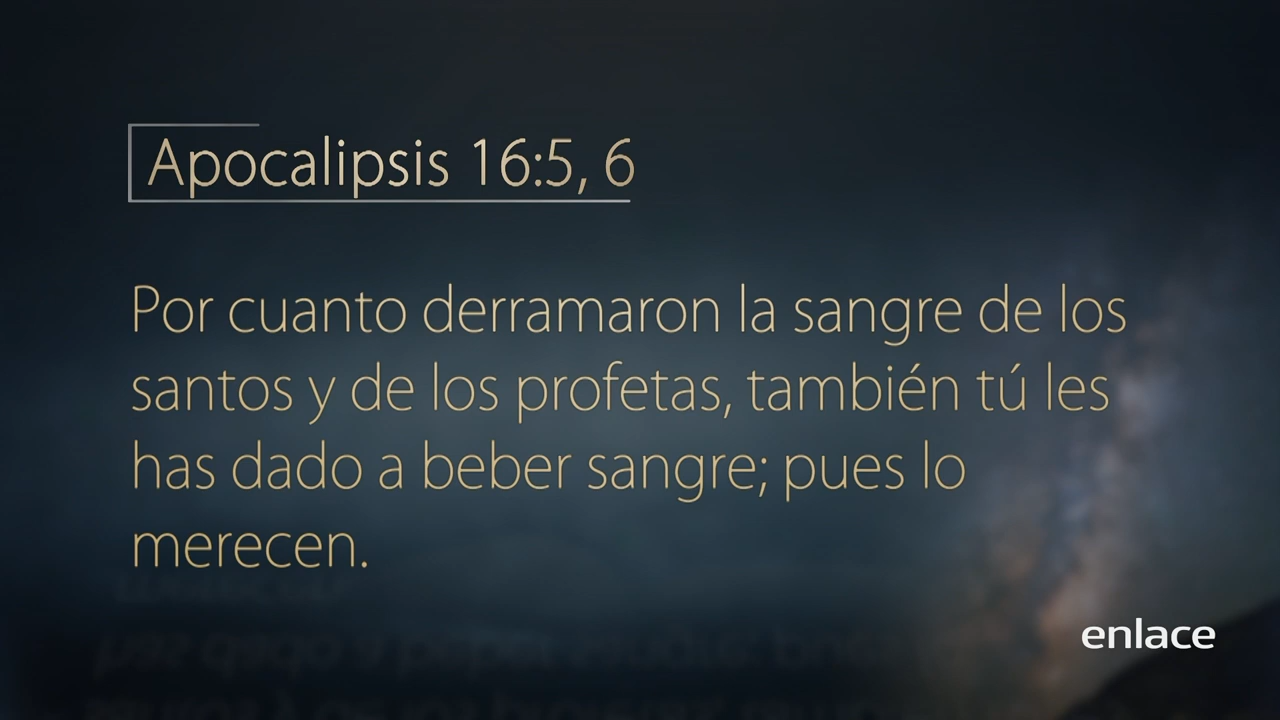 Apocalipsis 16:5, 6
Por cuanto derramaron la sangre de los
santos y de los profetas, también tú les
has dado a beber sangre; pues lo
merecen.
enlace